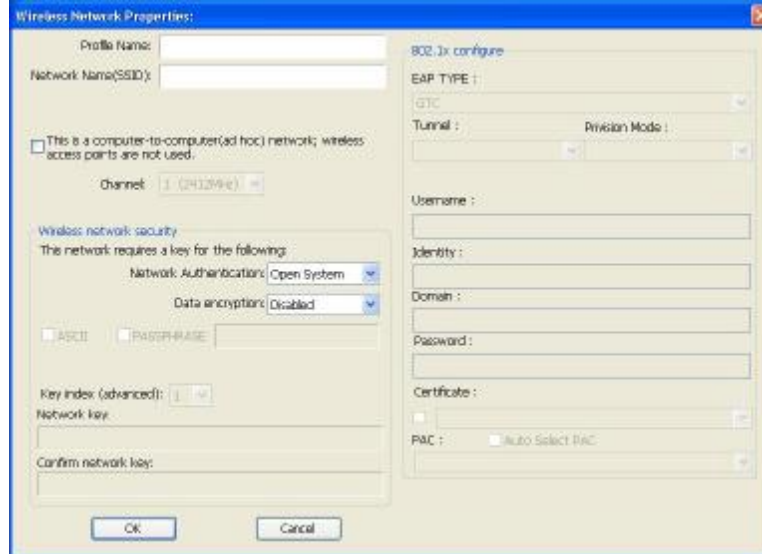 Wireless Network Properties:
Profile Name:
Network Name(SSID):
This is a computer-to-computer(ad hoc) network; wireless
access points are not used.
Channel:
1 (2412MHz)
Wireless network security
This network requires a key for the following:
Network Authentication: Open System
Data encryption: Disabled
ASCII
PASSPHRASE
Key index (advanced): 1
Network key:
Confirm network key:
OK
Cancel
802.1x configure
EAP TYPE :
GTC
Tunnel :
Privision Mode :
Username :
Identity :
Domain :
Password :
Certificate :
PAC :
Auto Select PAC